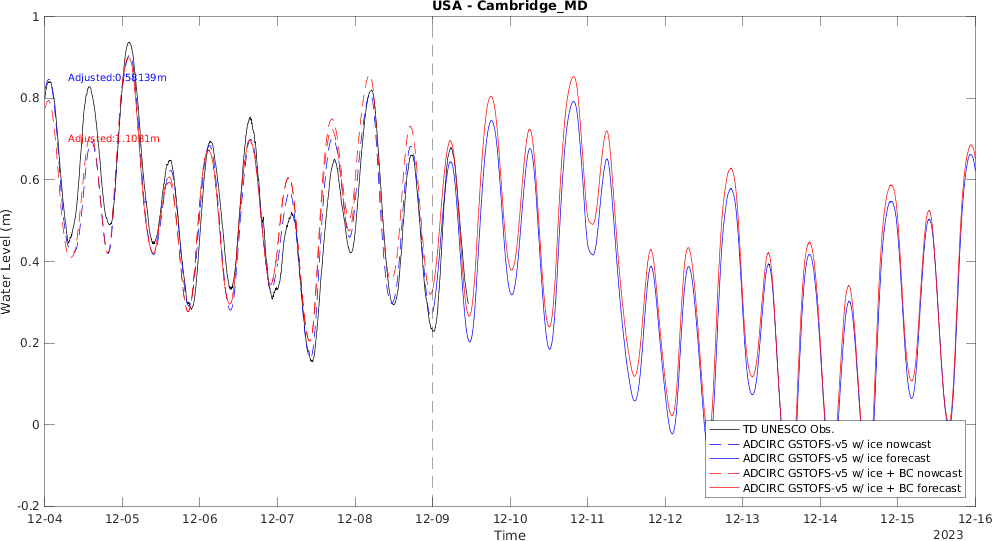 USA - Cambridge_MD
1
0.8
0.6
0.4
0.2
0
-0.2
Water Level (m)
Adjusted:0.58139m
Adjusted:1.1081m
TD UNESCO Obs.
ADCIRC GSTOFS-v5 w/ ice nowcast
ADCIRC GSTOFS-v5 w/ ice forecast
ADCIRC GSTOFS-v5 w/ ice + BC nowcast
ADCIRC GSTOFS-v5 w/ ice + BC forecast
12-04 12-05 12-06 12-07 12-08 12-09 12-10 12-11 12-12 12-13 12-14 12-15 12-16
Time
2023